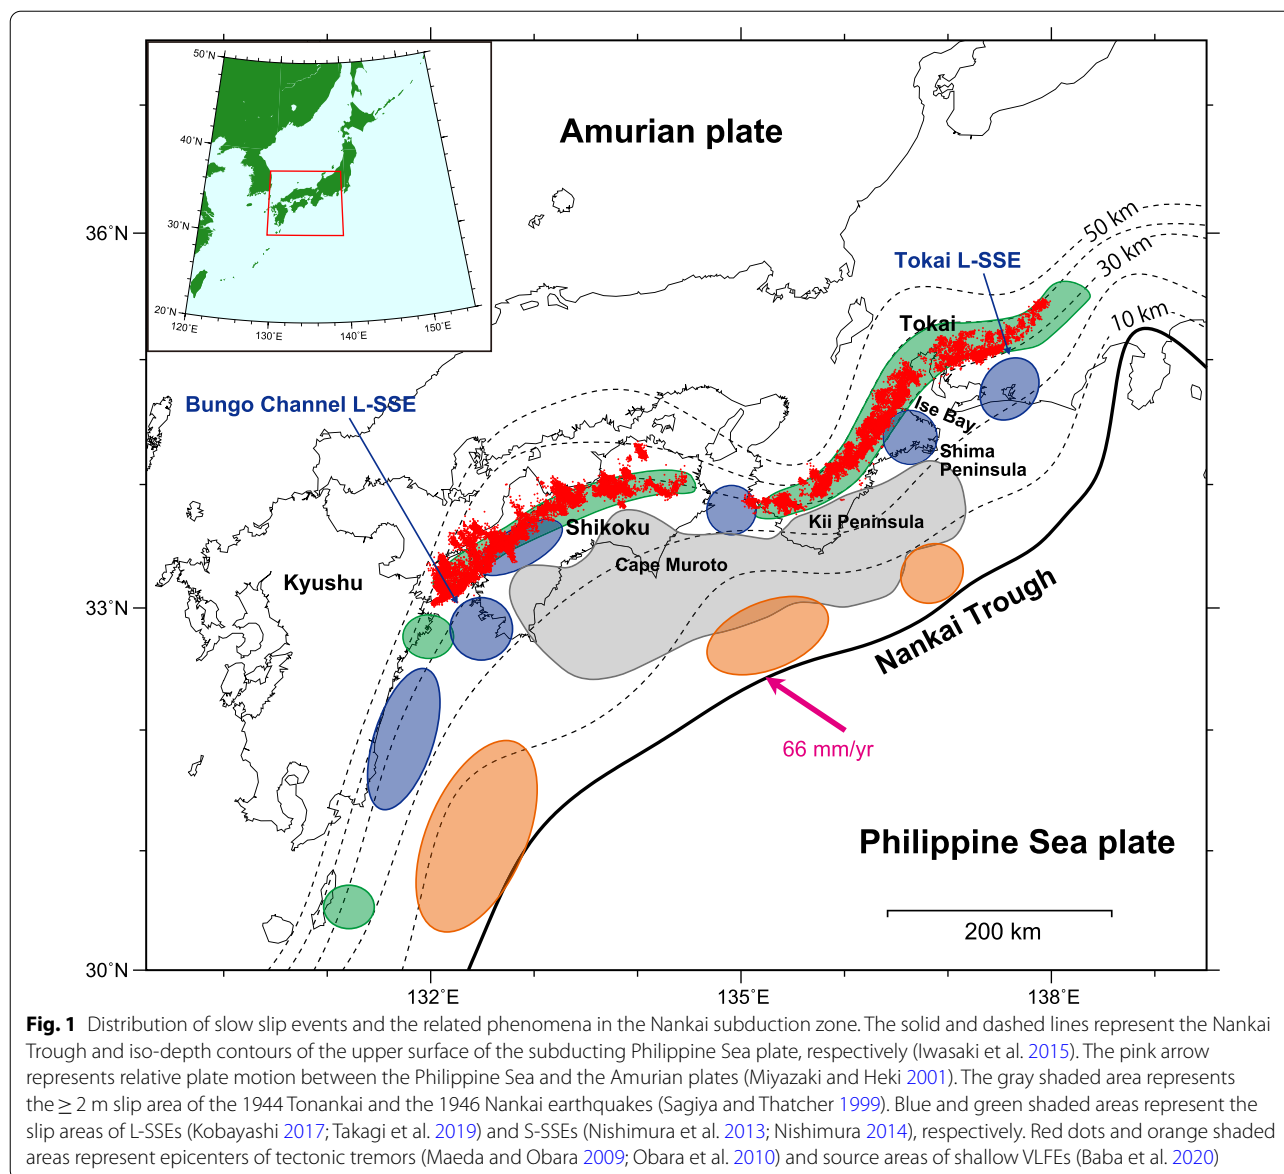 50˚N
40˚N
30˚N
20˚N
120˚E
130˚E
140˚E
150˚E
Amurian plate
36˚N
50 km
30 km
10 km
Tokai L-SSE
Tokai
Bungo Channel L-SSE
Ise Bay
Shima
Peninsula
Kii Peninsula
Shikoku
Cape Muroto
Kyushu
33˚N
Nankai Trough
66 mm/yr
Philippine Sea plate
200 km
30˚N
132˚E
135˚E
138˚E
Fig. 1 Distribution of slow slip events and the related phenomena in the Nankai subduction zone. The solid and dashed lines represent the Nankai
Trough and iso-depth contours of the upper surface of the subducting Philippine Sea plate, respectively (Iwasaki et al. 2015). The pink arrow
represents relative plate motion between the Philippine Sea and the Amurian plates (Miyazaki and Heki 2001). The gray shaded area represents
the ≥ 2 m slip area of the 1944 Tonankai and the 1946 Nankai earthquakes (Sagiya and Thatcher 1999). Blue and green shaded areas represent the
slip areas of L-SSEs (Kobayashi 2017; Takagi et al. 2019) and S-SSEs (Nishimura et al. 2013; Nishimura 2014), respectively. Red dots and orange shaded
areas represent epicenters of tectonic tremors (Maeda and Obara 2009; Obara et al. 2010) and source areas of shallow VLFEs (Baba et al. 2020)